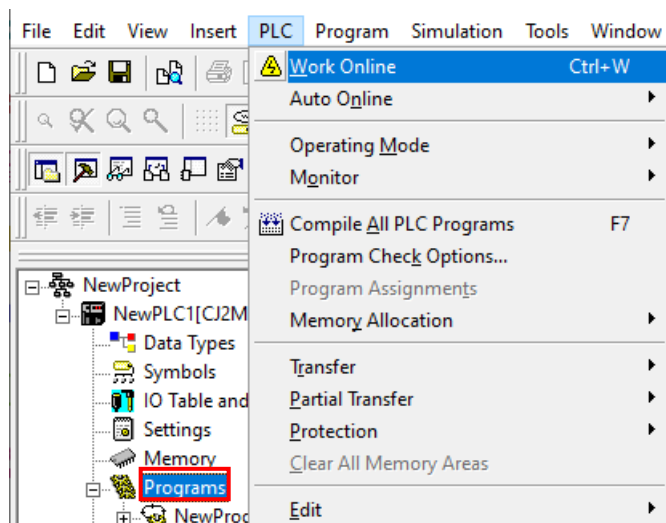 File Edit View Insert PLC Program Simulation Tools Window
Work Online Ctrl+W
Auto Online
Operating Mode
Monitor
Compile All PLC Programs F7
Program Check Options...
Program Assignments
Memory Allocation
Transfer
Partial Transfer
Protection
Clear All Memory Areas
Edit
NewProject
NewPLC1[CJ2M
Data Types
Symbols
IO Table and
Settings
Memory
Programs
NewProg